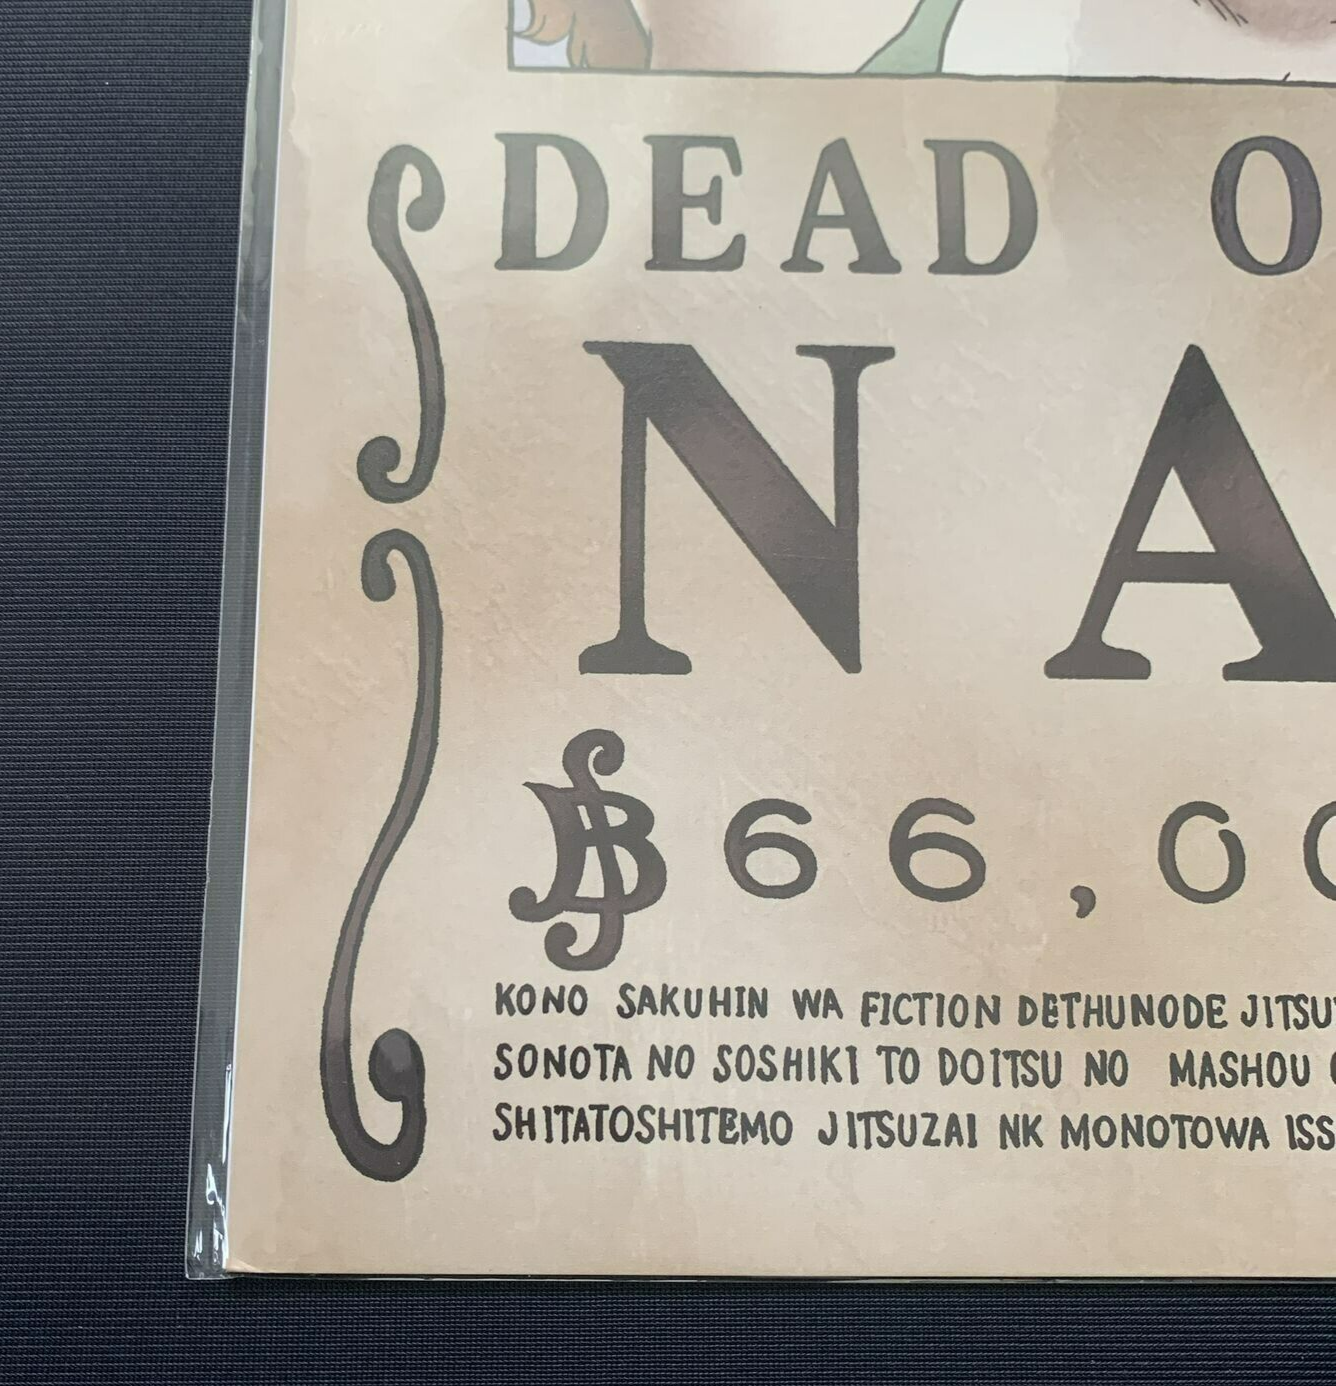 DEAD O
NA
฿66,00
KONO SAKUHIN WA FICTION DETHUNODE JITSU
SONOTA NO SOSHIKI TO DOITSU NO MASHOU
SHITATOSHITEMO JITSUZAI NK MONOTOWA ISS